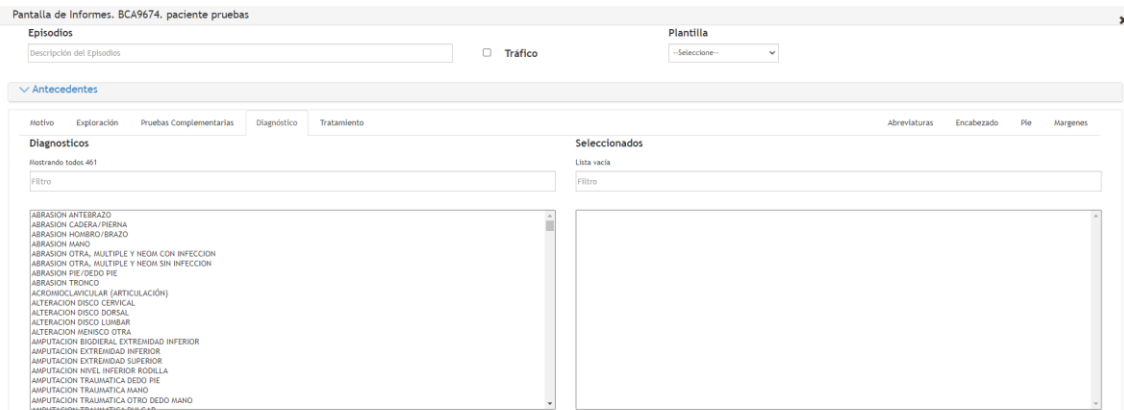 Pantalla de Informes. BCA9674. paciente pruebas
Episodios
Plantilla
Descripción del Episodios
Tráfico
--Seleccione--
Antecedentes
Motivo Exploración Pruebas Complementarias Diagnóstico Tratamiento Abreviaturas Encabezado Pie Margenes
Diagnosticos
Seleccionados
Mostrando todos 461
Lista vacía
Filtro
Filtro
ABRASION ANTEBRAZO
ABRASION CADERA/PIERNA
ABRASION HOMBRO/BRAZO
ABRASION MANO
ABRASION OTRA, MULTIPLE Y NEOM CON INFECCION
ABRASION OTRA, MULTIPLE Y NEOM SIN INFECCION
ABRASION PIE/DEDO PIE
ABRASION TRONCO
ACROMIOCLAVICULAR (ARTICULACIÓN)
ALTERACION DISCO CERVICAL
ALTERACION DISCO DORSAL
ALTERACION DISCO LUMBAR
ALTERACION MENISCO OTRA
AMPUTACION BIGDIERAL EXTREMIDAD INFERIOR
AMPUTACION EXTREMIDAD INFERIOR
AMPUTACION EXTREMIDAD SUPERIOR
AMPUTACION NIVEL INFERIOR RODILLA
AMPUTACION TRAUMATICA DEDO PIE
AMPUTACION TRAUMATICA MANO
AMPUTACION TRAUMATICA OTRO DEDO MANO
AMPUTACION TRAUMATICA PULGAR